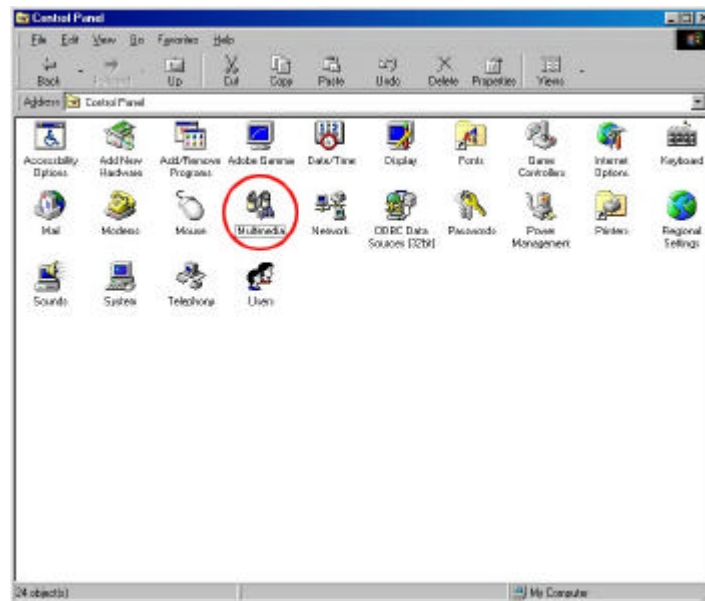 Control Panel
File Edit View Go Favorites Help
Back Forward Up Cut Copy Paste Undo Delete Properties Views
Address Control Panel
Accessibility Options Add New Hardware Add/Remove Programs Adobe Gamma Date/Time Display Fonts Game Controllers Internet Options Keyboard
Mail Modems Mouse Multimedia Network ODBC Data Sources (32bit) Passwords Power Management Printers Regional Settings
Sounds System Telephony Users
24 object(s) My Computer